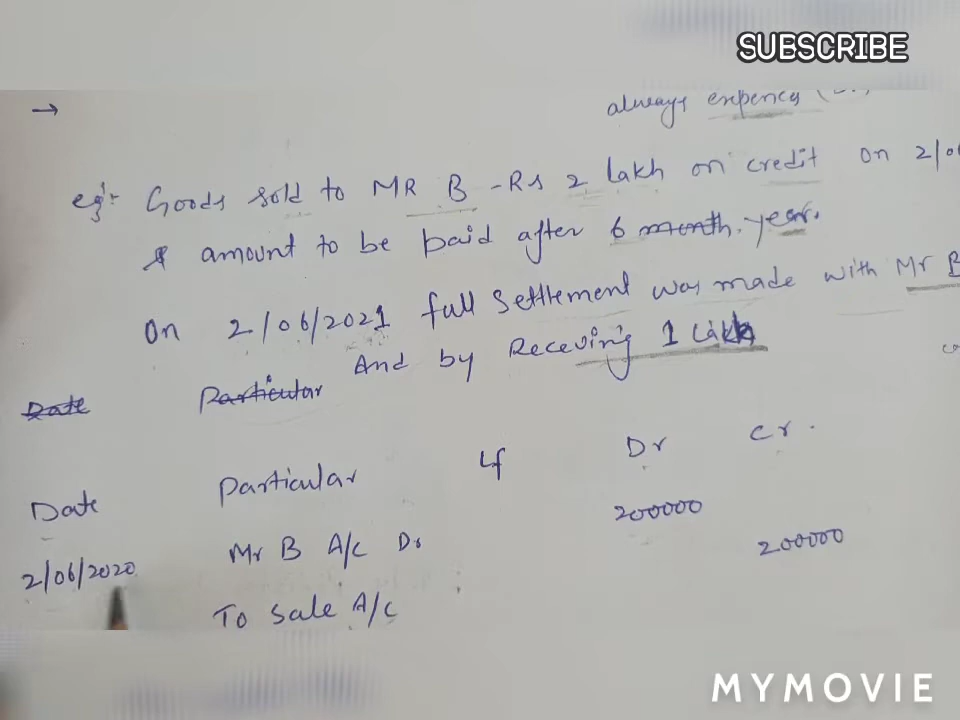 SUBSCRIBE
→ always expences
eg:- Goods sold to MR B - Rs 2 lakh on credit on 2/0
& amount to be paid after 6 month. year.
On 2/06/2021 full Settlement was made with Mr B
And by Receving 1 Lakh
Date Particular
Date Particular Lf Dr Cr.
2/06/2020 Mr B A/c Dr 200000
To Sale A/c 200000
MYMOVIE